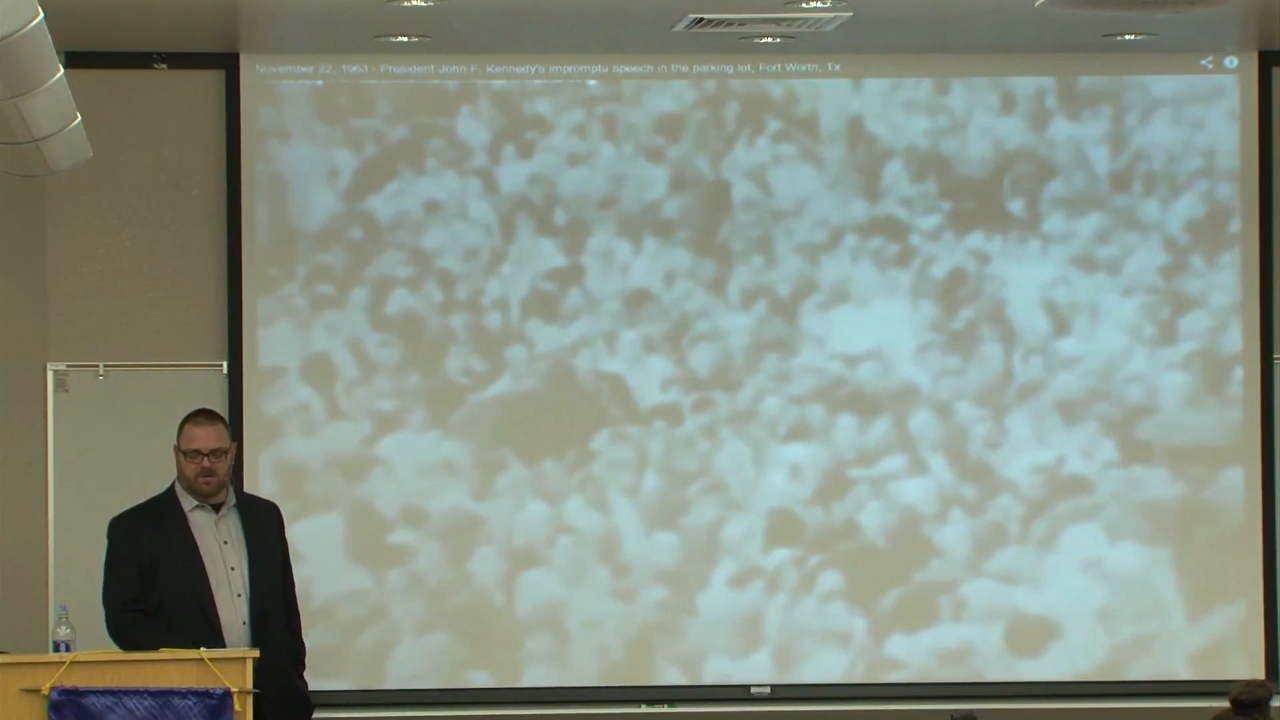 November 22, 1963 - President John F. Kennedy's impromptu speech in the parking lot, Fort Worth, Tx